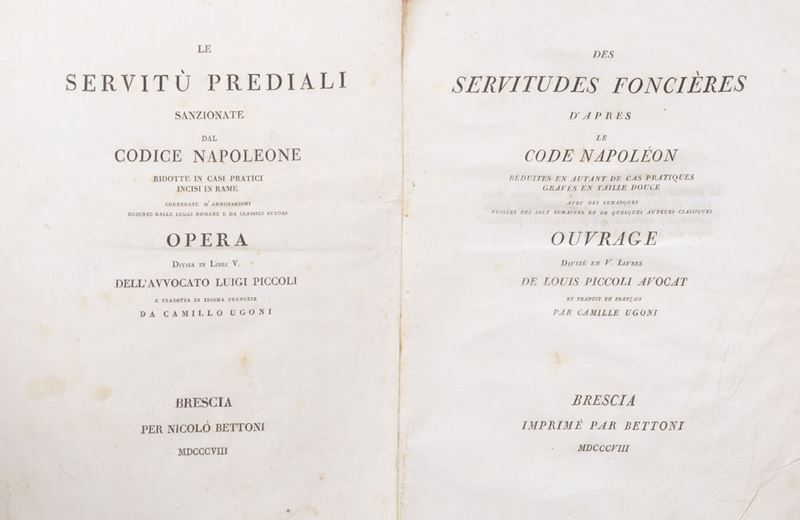 LE
SERVITÙ PREDIALI
SANZIONATE
DAL
CODICE NAPOLEONE
RIDOTTE IN CASI PRATICI
INCISI IN RAME
CORREDATE D'ANNOTAZIONI
DESUNTE DALLE LEGGI ROMANE E DA CLASSICI AUTORI
OPERA
DIVISA IN LIBRI V.
DELL'AVVOCATO LUIGI PICCOLI
E TRADOTTA IN IDIOMA FRANCESE
DA CAMILLO UGONI
BRESCIA
PER NICOLÒ BETTONI
MDCCCVIII
DES
SERVITUDES FONCIÈRES
D'APRÈS
LE
CODE NAPOLÉON
RÉDUITES EN AUTANT DE CAS PRATIQUES
GRAVÉS EN TAILLE DOUCE
AVEC DES REMARQUES
PUISÉES DES LOIX ROMAINES ET DE QUELQUES AUTEURS CLASSIQUES
OUVRAGE
DIVISÉ EN V. LIVRES
DE LOUIS PICCOLI AVOCAT
ET TRADUIT EN FRANÇAIS
PAR CAMILLE UGONI
BRESCIA
IMPRIMÉ PAR BETTONI
MDCCCVIII